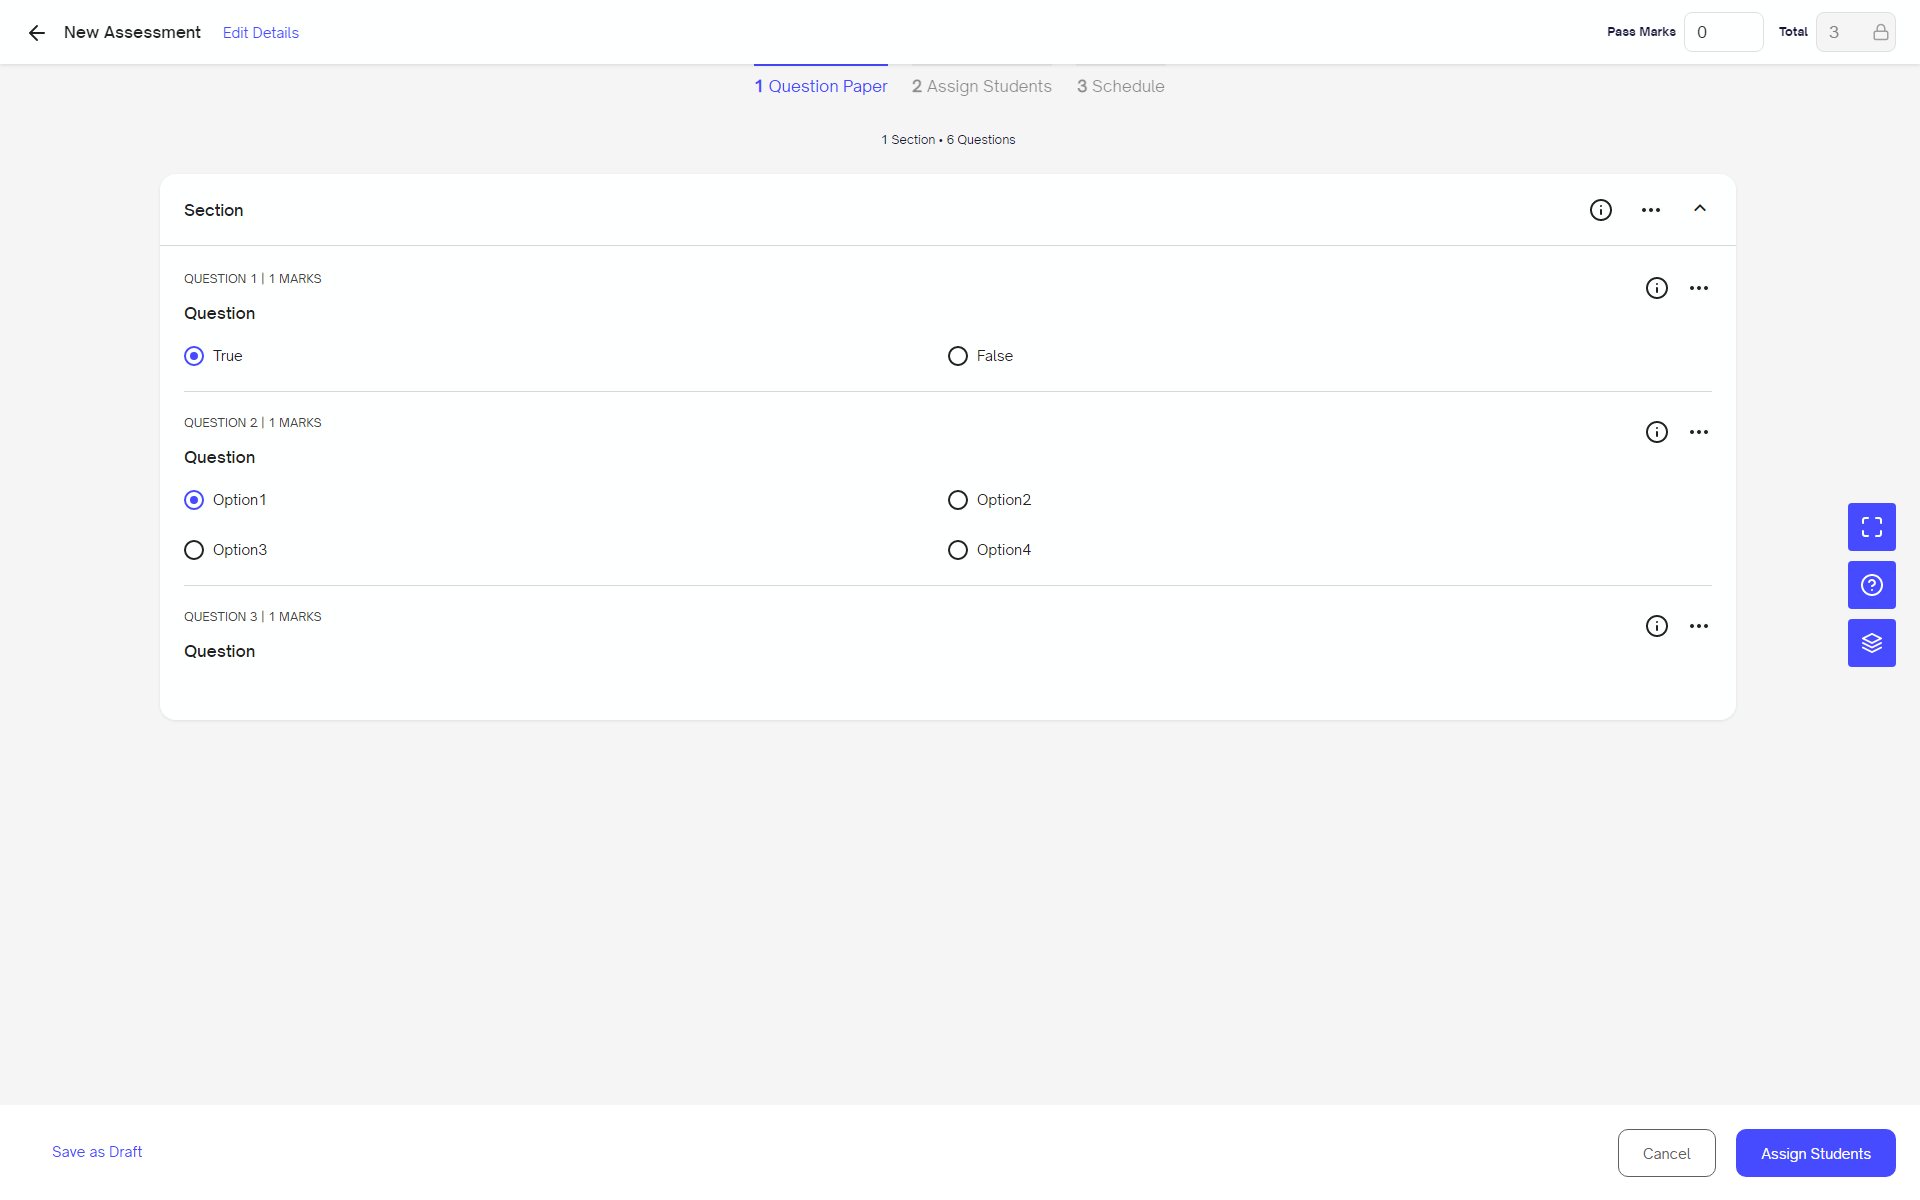 New Assessment Edit Details Pass Marks 0 Total 3
1 Question Paper 2 Assign Students 3 Schedule
1 Section • 6 Questions
Section
QUESTION 1 | 1 MARKS
Question
True False
QUESTION 2 | 1 MARKS
Question
Option1 Option2
Option3 Option4
QUESTION 3 | 1 MARKS
Question
Save as Draft Cancel Assign Students